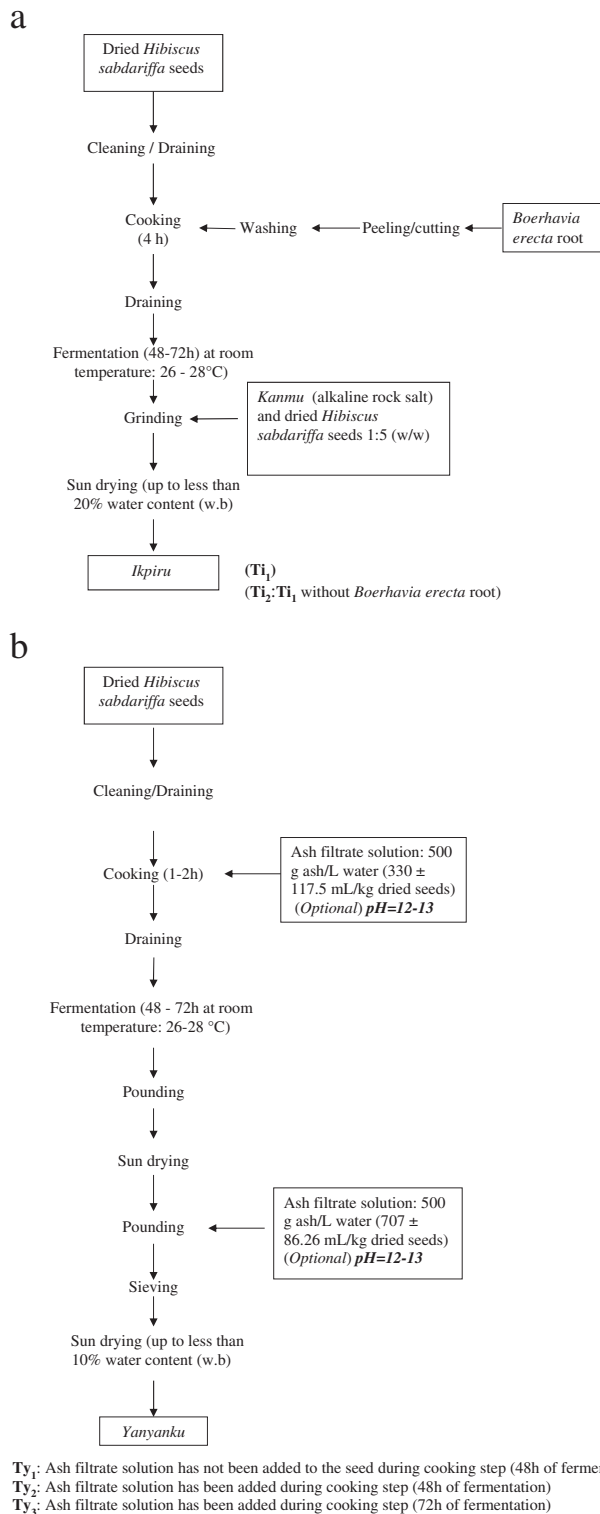 a
Dried Hibiscus
sabdariffa seeds
Cleaning / Draining
Cooking
(4 h)
Washing
Peeling/cutting
Boerhavia
erecta root
Draining
Fermentation (48-72h) at room
temperature: 26 - 28°C)
Grinding
Kanmu (alkaline rock salt)
and dried Hibiscus
sabdariffa seeds 1:5 (w/w)
Sun drying (up to less than
20% water content (w.b)
Ikpiru
(Ti1)
(Ti2:Ti1 without Boerhavia erecta root)
b
Dried Hibiscus
sabdariffa seeds
Cleaning/Draining
Cooking (1-2h)
Ash filtrate solution: 500
g ash/L water (330 ±
117.5 mL/kg dried seeds)
(Optional) pH=12-13
Draining
Fermentation (48 - 72h at room
temperature: 26-28 °C)
Pounding
Sun drying
Pounding
Ash filtrate solution: 500
g ash/L water (707 ±
86.26 mL/kg dried seeds)
(Optional) pH=12-13
Sieving
Sun drying (up to less than
10% water content (w.b)
Yanyanku
Ty1: Ash filtrate solution has not been added to the seed during cooking step (48h of
Ty2: Ash filtrate solution has been added during cooking step (48h of fermentation)
Ty3: Ash filtrate solution has been added during cooking step (72h of fermentation)